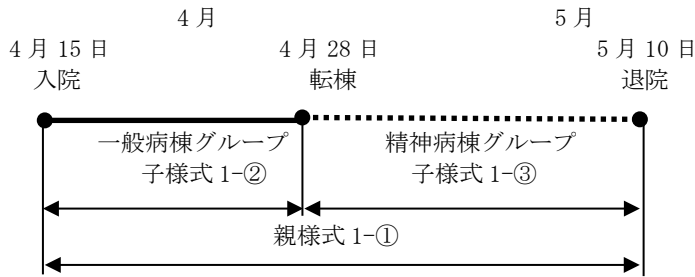 4月 5月
4月15日 4月28日 5月10日
入院 転棟 退院
一般病棟グループ 精神病棟グループ
子様式 1-② 子様式 1-③
親様式 1-①